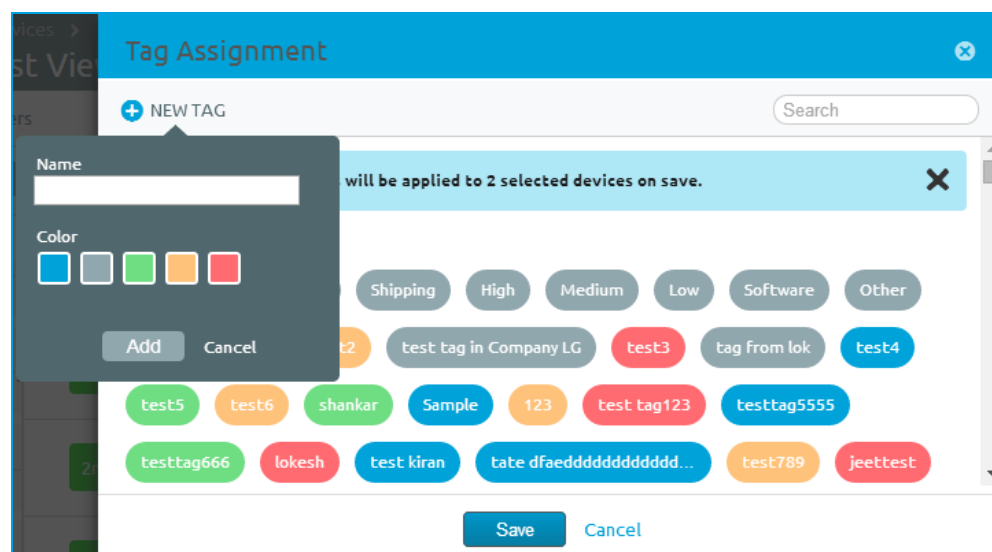 vices >
st Vie
Tag Assignment
ers
NEW TAG
Search
Name
will be applied to 2 selected devices on save.
Color
Shipping High Medium Low Software Other
Add Cancel
t2 test tag in Company LG test3 tag from lok test4
test5 test6 shankar Sample 123 test tag123 testtag5555
2n
testtag666 lokesh test kiran tate dfaeddddddddddddd... test789 jeettest
Save Cancel